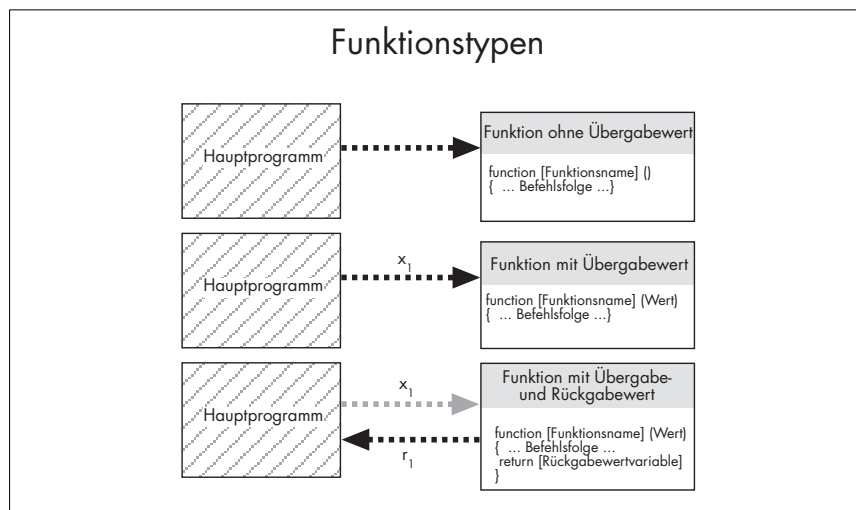 Funktionstypen
Hauptprogramm
Funktion ohne Übergabewert
function [Funktionsname] ()
{ ... Befehlsfolge ...}
Hauptprogramm
x1
Funktion mit Übergabewert
function [Funktionsname] (Wert)
{ ... Befehlsfolge ...}
Hauptprogramm
x1
r1
Funktion mit Übergabe-
und Rückgabewert
function [Funktionsname] (Wert)
{ ... Befehlsfolge ...
return [Rückgabewertvariable]
}